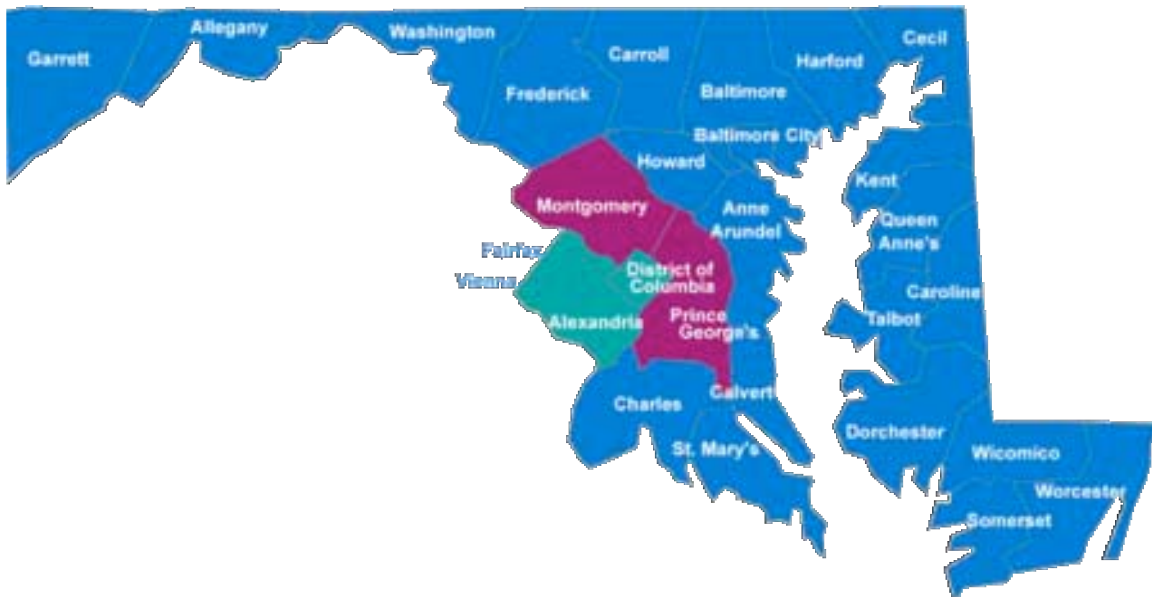 Garrett
Allegany
Washington
Frederick
Carroll
Baltimore
Harford
Cecil
Baltimore City
Howard
Montgomery
Anne
Arundel
Kent
Queen
Anne's
Fairfax
Vienna
District of
Columbia
Caroline
Talbot
Alexandria
Prince
George's
Calvert
Charles
St. Mary's
Dorchester
Wicomico
Worcester
Somerset